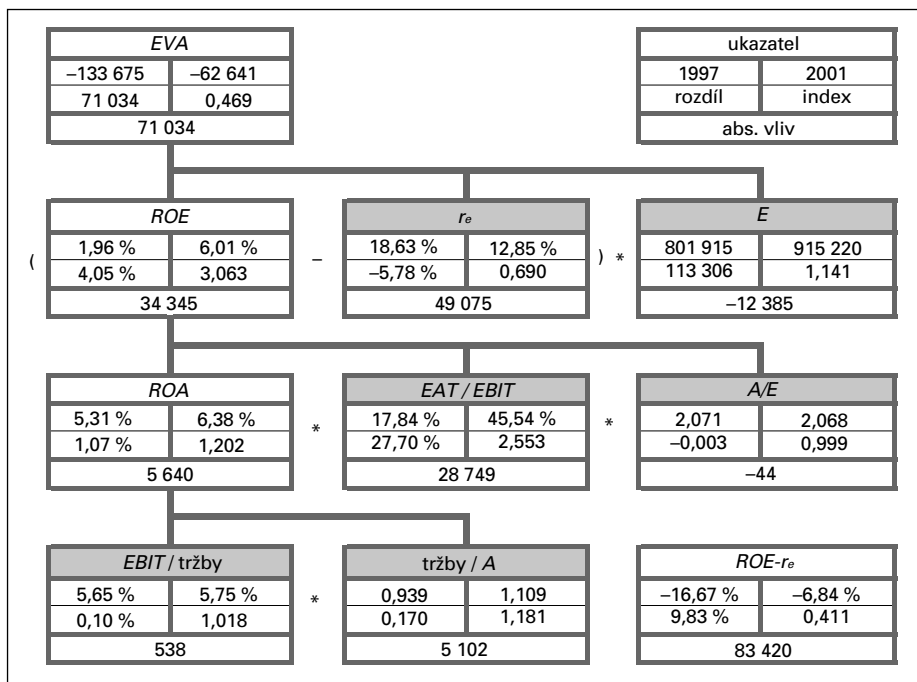 EVA
ukazatel
–133 675 –62 641
1997 2001
71 034 0,469
rozdíl index
71 034
abs. vliv
ROE
re
E
( 1,96 % 6,01 % – 18,63 % 12,85 % ) * 801 915 915 220
4,05 % 3,063
–5,78 % 0,690
113 306 1,141
34 345
49 075
–12 385
ROA
EAT / EBIT
A/E
5,31 % 6,38 % * 17,84 % 45,54 % * 2,071 2,068
1,07 % 1,202
27,70 % 2,553
–0,003 0,999
5 640
28 749
–44
EBIT / tržby
tržby / A
ROE-re
5,65 % 5,75 % * 0,939 1,109
–16,67 % –6,84 %
0,10 % 1,018
0,170 1,181
9,83 % 0,411
538
5 102
83 420